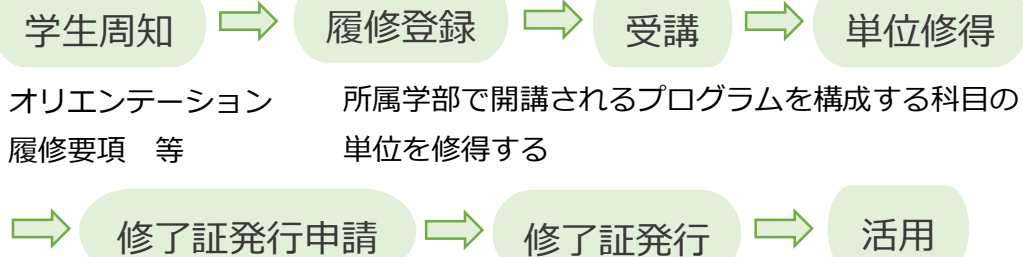 学生周知 履修登録 受講 単位修得
オリエンテーション 所属学部で開講されるプログラムを構成する科目の
履修要項　等 単位を修得する
修了証発行申請 修了証発行 活用